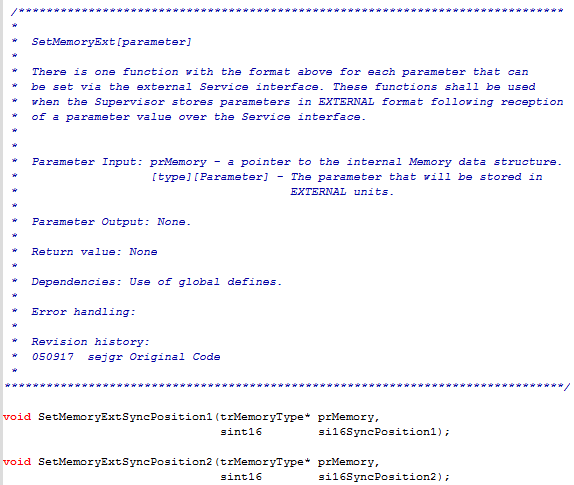 /******************************************************************************
*
*  SetMemoryExt[parameter]
*
*  There is one function with the format above for each parameter that can
*  be set via the external Service interface. These functions shall be used
*  when the Supervisor stores parameters in EXTERNAL format following reception
*  of a parameter value over the Service interface.
*
*
*  Parameter Input: prMemory - a pointer to the internal Memory data structure.
*                   [type][Parameter] - The parameter that will be stored in
*                                       EXTERNAL units.
*
*  Parameter Output: None.
*
*  Return value: None
*
*  Dependencies: Use of global defines.
*
*  Error handling:
*
*  Revision history:
*  050917  sejgr Original Code
*
******************************************************************************/
void SetMemoryExtSyncPosition1(trMemoryType* prMemory,
                               sint16        si16SyncPosition1);
void SetMemoryExtSyncPosition2(trMemoryType* prMemory,
                               sint16        si16SyncPosition2);